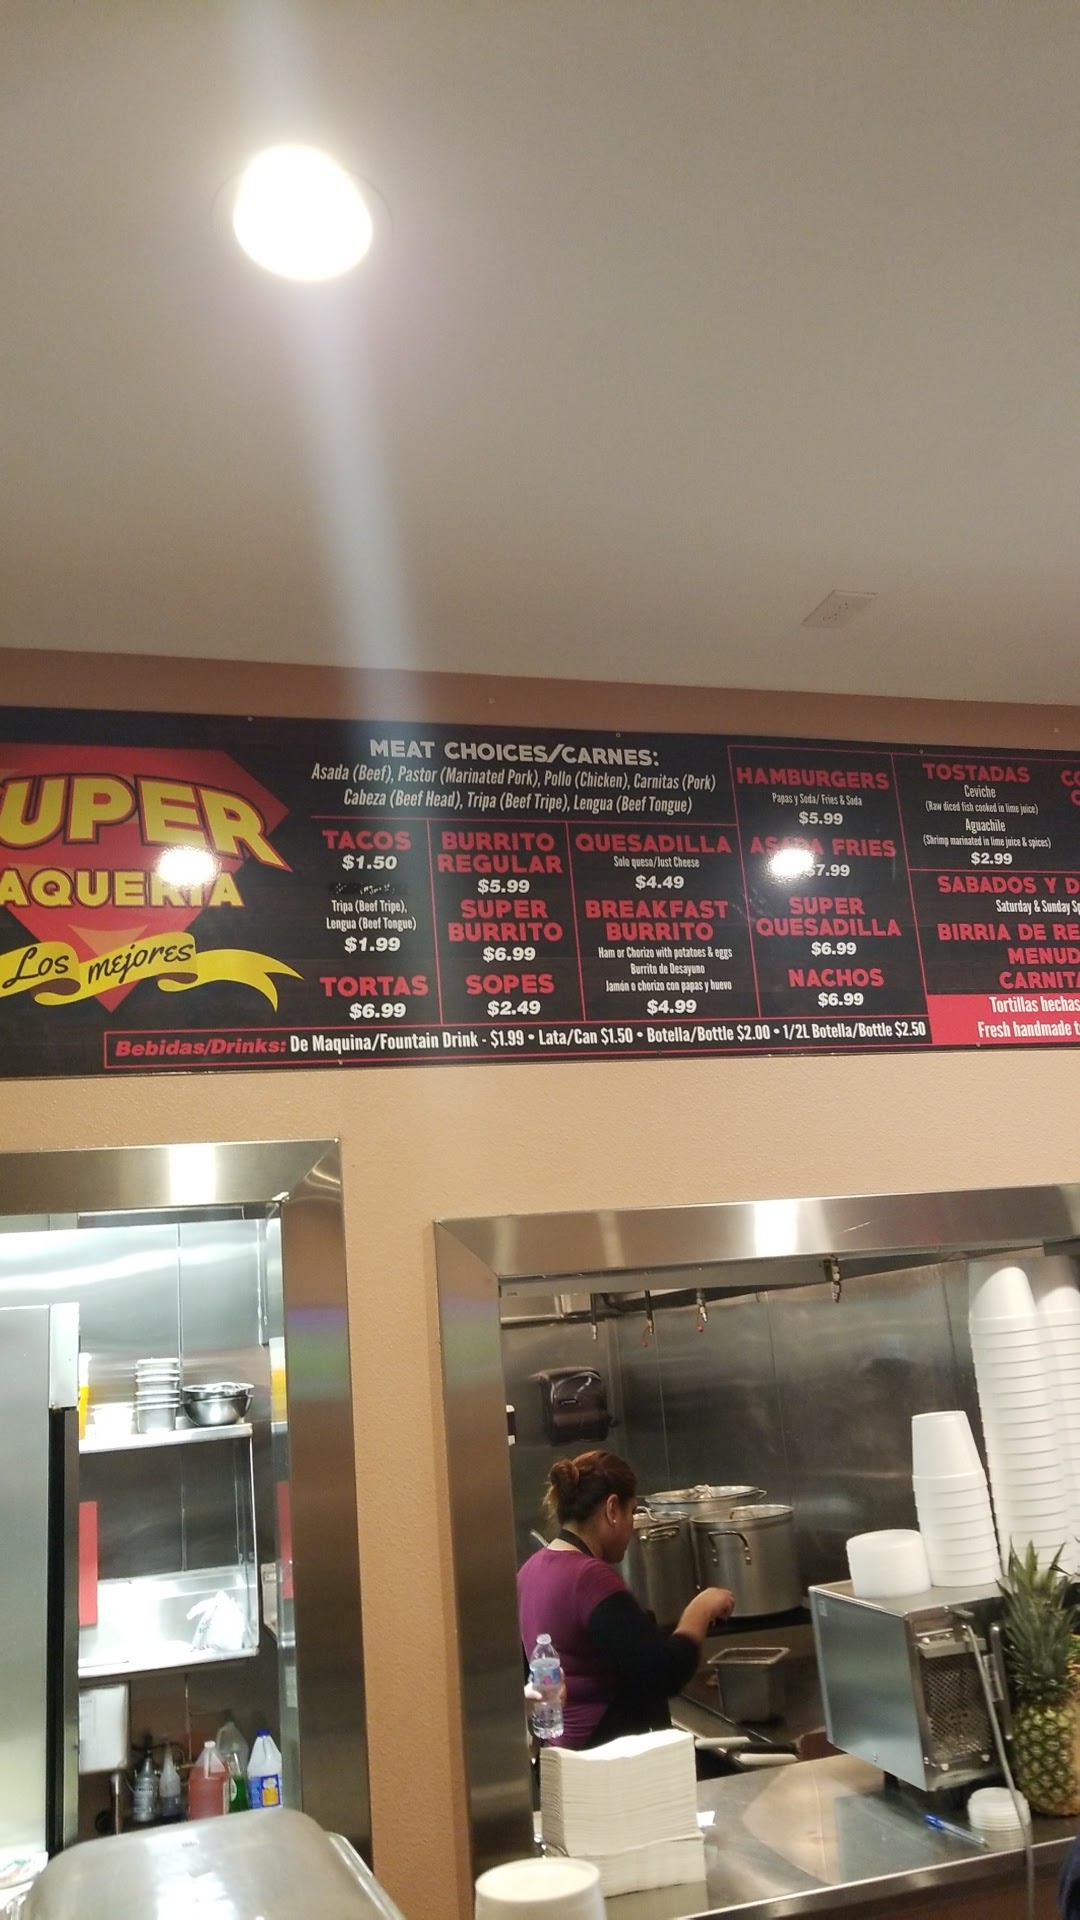 UPER
AQUERIA
Los mejores
MEAT CHOICES/CARNES:
Asada (Beef), Pastor (Marinated Pork), Pollo (Chicken), Carnitas (Pork)
Cabeza (Beef Head), Tripa (Beef Tripe), Lengua (Beef Tongue)
TACOS
$1.50
Tripa (Beef Tripe),
Lengua (Beef Tongue)
$1.99
TORTAS
$6.99
BURRITO
REGULAR
$5.99
SUPER
BURRITO
$6.99
SOPES
$2.49
QUESADILLA
Solo queso/Just Cheese
$4.49
BREAKFAST
BURRITO
Ham or Chorizo with potatoes & eggs
Burrito de Desayuno
Jamón o chorizo con papas y huevo
$4.99
HAMBURGERS
Papas y Soda/ Fries & Soda
$5.99
ASADA FRIES
$7.99
SUPER
QUESADILLA
$6.99
NACHOS
$6.99
TOSTADAS
Ceviche
(Raw diced fish cooked in lime juice)
Aguachile
(Shrimp marinated in lime juice & spices)
$2.99
SABADOS Y D
Saturday & Sunday Sp
BIRRIA DE RE
MENUD
CARNITA
Tortillas hechas
Fresh handmade t
Bebidas/Drinks: De Maquina/Fountain Drink - $1.99 • Lata/Can $1.50 • Botella/Bottle $2.00 • 1/2L Botella/Bottle $2.50